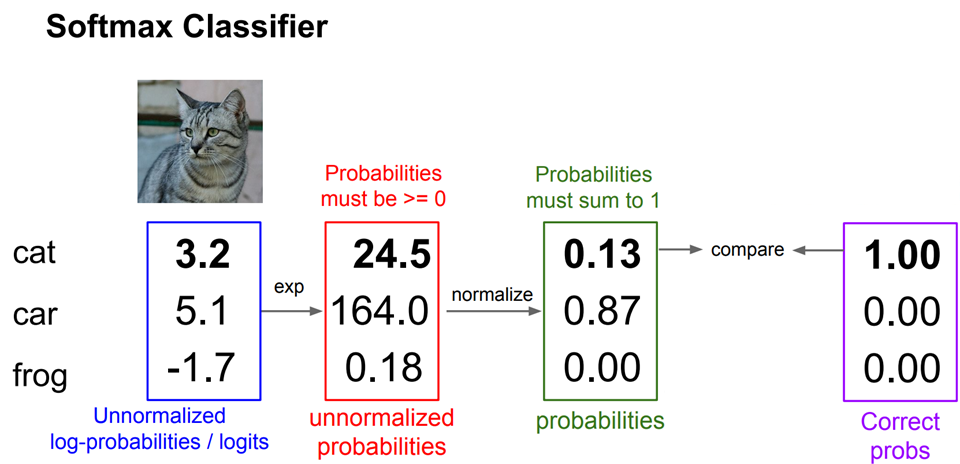 Softmax Classifier
Probabilities
must be >= 0
Probabilities
must sum to 1
cat 3.2 24.5 0.13 compare 1.00
exp normalize
car 5.1 164.0 0.87 0.00
frog -1.7 0.18 0.00 0.00
Unnormalized
log-probabilities / logits
unnormalized
probabilities
probabilities
Correct
probs